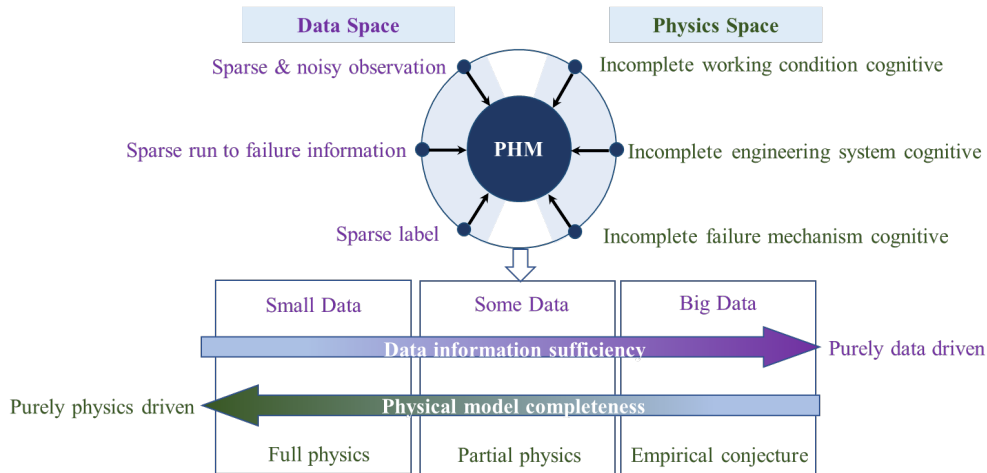 Data Space
Physics Space
Sparse & noisy observation
Incomplete working condition cognitive
Sparse run to failure information
PHM
Incomplete engineering system cognitive
Sparse label
Incomplete failure mechanism cognitive
Small Data
Some Data
Big Data
Data information sufficiency
Purely data driven
Purely physics driven
Physical model completeness
Full physics
Partial physics
Empirical conjecture